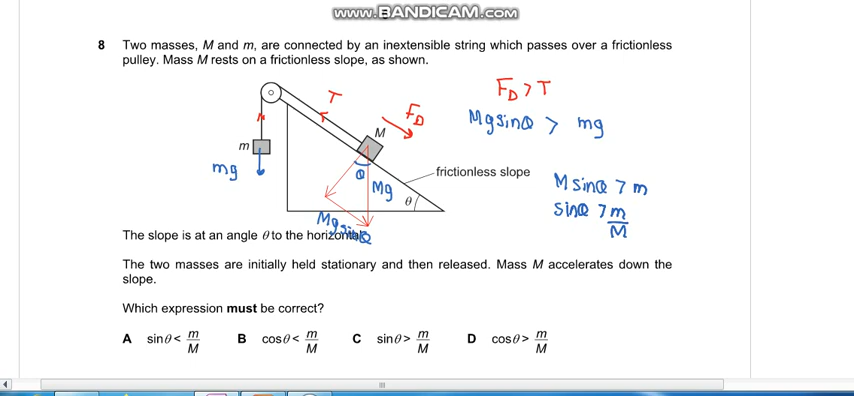 www.BANDICAM.com
8 Two masses, M and m, are connected by an inextensible string which passes over a frictionless
pulley. Mass M rests on a frictionless slope, as shown.
F_D > T
T
F_D
Mg sinθ > mg
M
m
mg
θ
Mg
frictionless slope
θ
M sinθ > m
sinθ > m/M
Mg sinθ
The slope is at an angle θ to the horizontal.
The two masses are initially held stationary and then released. Mass M accelerates down the
slope.
Which expression must be correct?
A sinθ < m/M B cosθ < m/M C sinθ > m/M D cosθ > m/M